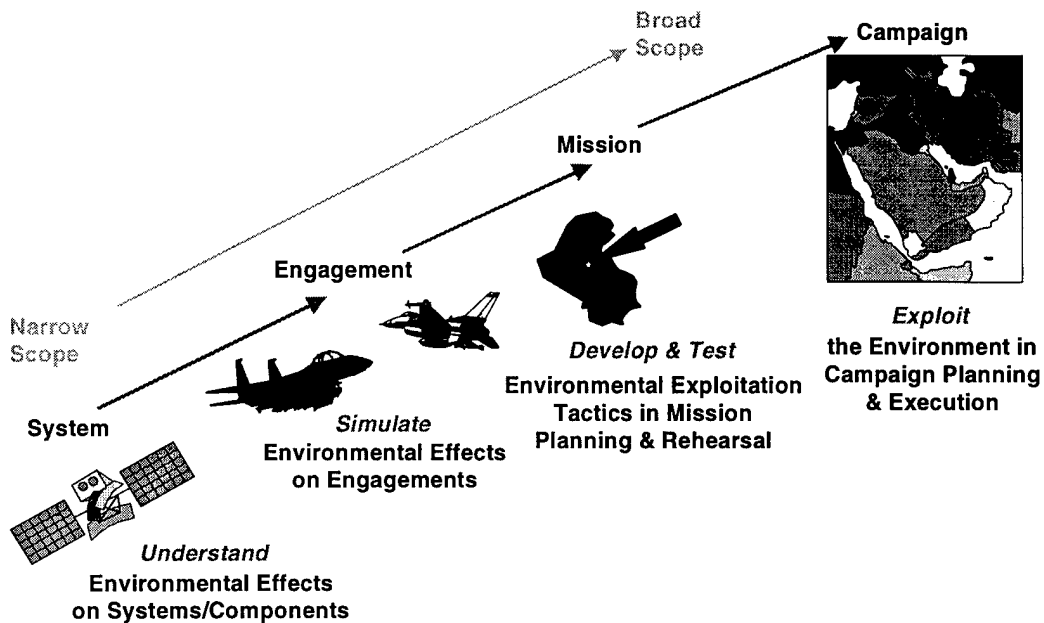 Broad
Scope
Campaign
Mission
Engagement
Narrow
Scope
System
Exploit
the Environment in
Campaign Planning
& Execution
Develop & Test
Environmental Exploitation
Tactics in Mission
Planning & Rehearsal
Simulate
Environmental Effects
on Engagements
Understand
Environmental Effects
on Systems/Components